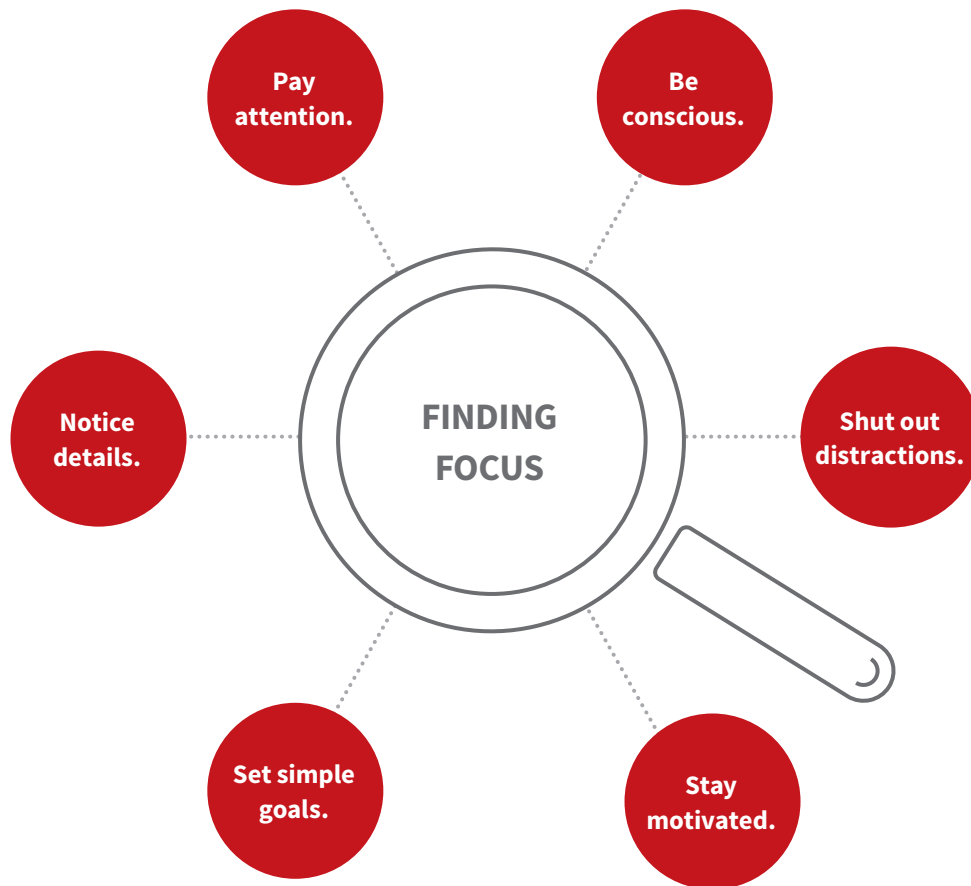 Pay
attention.
Be
conscious.
Notice
details.
FINDING
FOCUS
Shut out
distractions.
Set simple
goals.
Stay
motivated.